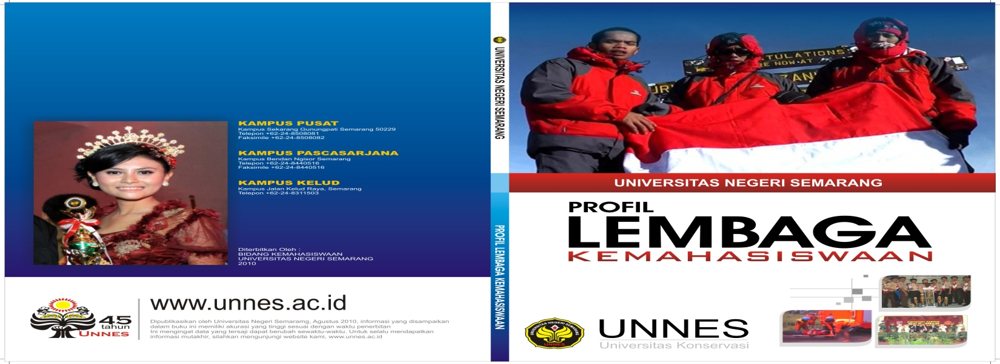 KAMPUS PUSAT
Kampus Sekarang Gunungpati Semarang 50229
Telepon +62-24-8508081
Faksimile +62-24-8508082
KAMPUS PASCASARJANA
Kampus Bendan Ngisor Semarang
Telepon +62-24-8440516
Faksimile +62-24-8440516
KAMPUS KELUD
Kampus Jalan Kelud Raya, Semarang
Telepon +62-24-8311503
Diterbitkan Oleh :
BIDANG KEMAHASISWAAN
UNIVERSITAS NEGERI SEMARANG
2010
45
tahun
UNNES
www.unnes.ac.id
Dipublikasikan oleh Universitas Negeri Semaramg, Agustus 2010, informasi yang disampaikan
dalam buku ini memiliki akurasi yang tinggi sesuai dengan waktu penerbitan
Ini mengingat data yang tersaji dapat berubah sewaktu-waktu. Untuk selalu mendapatkan
informasi mutakhir, silahkan mengunjungi website kami, www.unnes.ac.id
UNIVERSITAS NEGERI SEMARANG
PROFIL LEMBAGA KEMAHASISWAAN
TULATIONS
RE NOW AT
ZAN
UNIVERSITAS NEGERI SEMARANG
PROFIL
LEMBAGA
KEMAHASISWAAN
UNIVERSITAS NEGERI SEMARANG
UNNES
UNNES
Universitas Konservasi